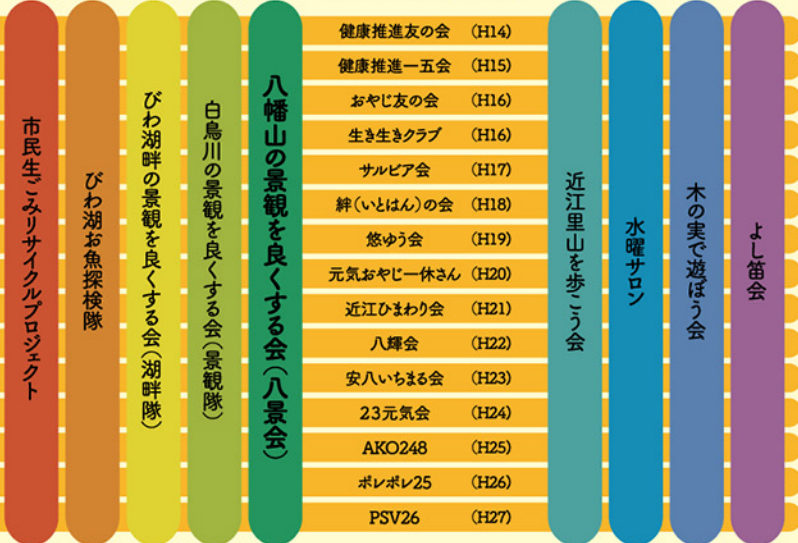 市民生ごみリサイクルプロジェクト
びわ湖お魚探検隊
びわ湖畔の景観を良くする会(湖畔隊)
白鳥川の景観を良くする会(景観隊)
八幡山の景観を良くする会(八景会)
健康推進友の会 (H14)
健康推進一五会 (H15)
おやじ友の会 (H16)
生き生きクラブ (H16)
サルビア会 (H17)
絆(いとはん)の会 (H18)
悠ゆう会 (H19)
元気おやじ一休さん (H20)
近江ひまわり会 (H21)
八輝会 (H22)
安八いちまる会 (H23)
23元気会 (H24)
AKO248 (H25)
ポレポレ25 (H26)
PSV26 (H27)
近江里山を歩こう会
水曜サロン
木の実で遊ぼう会
よし笛会